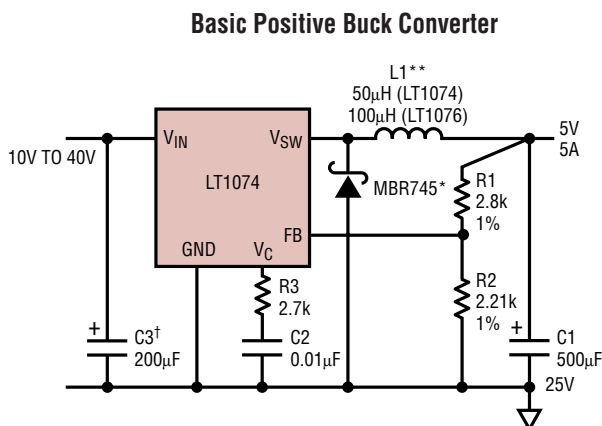 Basic Positive Buck Converter
L1**
50µH (LT1074)
100µH (LT1076)
10V TO 40V
VIN
VSW
5V
5A
LT1074
MBR745*
R1
2.8k
1%
FB
GND
VC
R3
2.7k
R2
2.21k
1%
+
C3†
200µF
C2
0.01µF
+
C1
500µF
25V